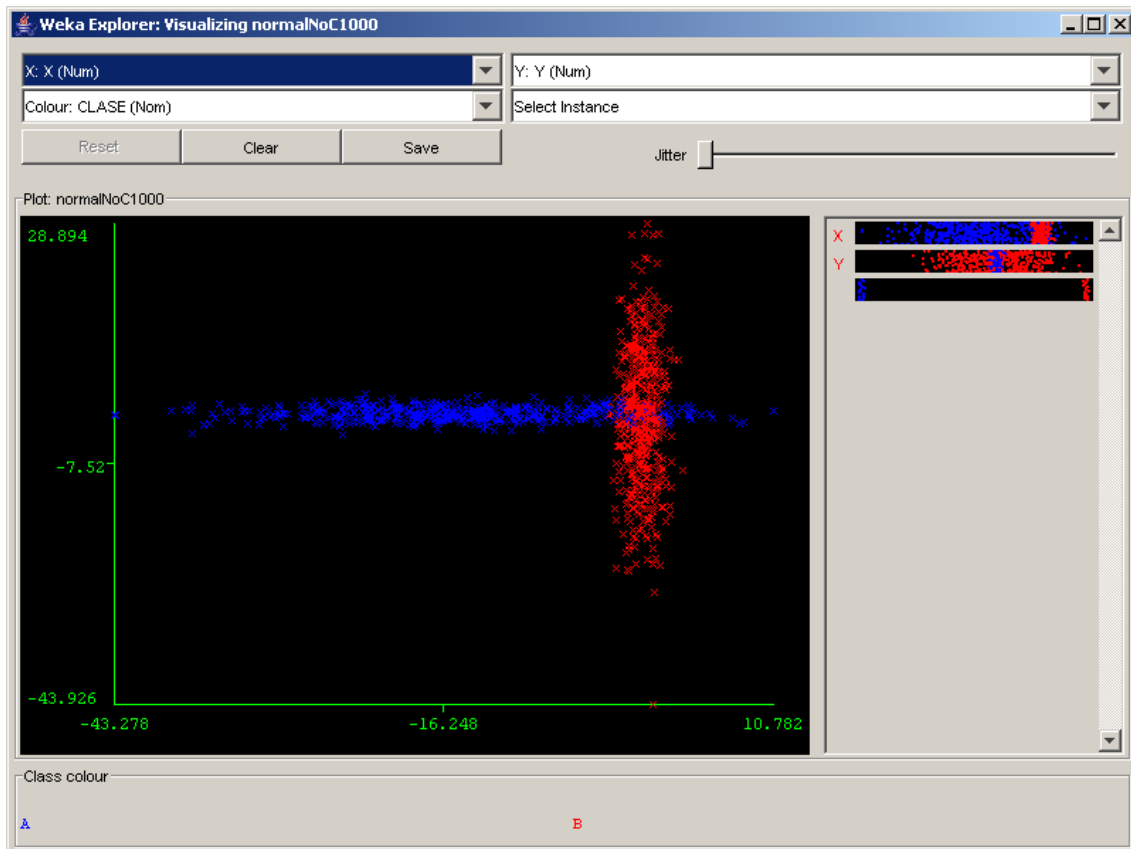 Weka Explorer: Visualizing normalNoC1000
X: X (Num) Y: Y (Num)
Colour: CLASE (Nom) Select Instance
Reset Clear Save Jitter
Plot: normalNoC1000
28.894
-7.52
-43.926
-43.278 -16.248 10.782
X
Y
Class colour
A B